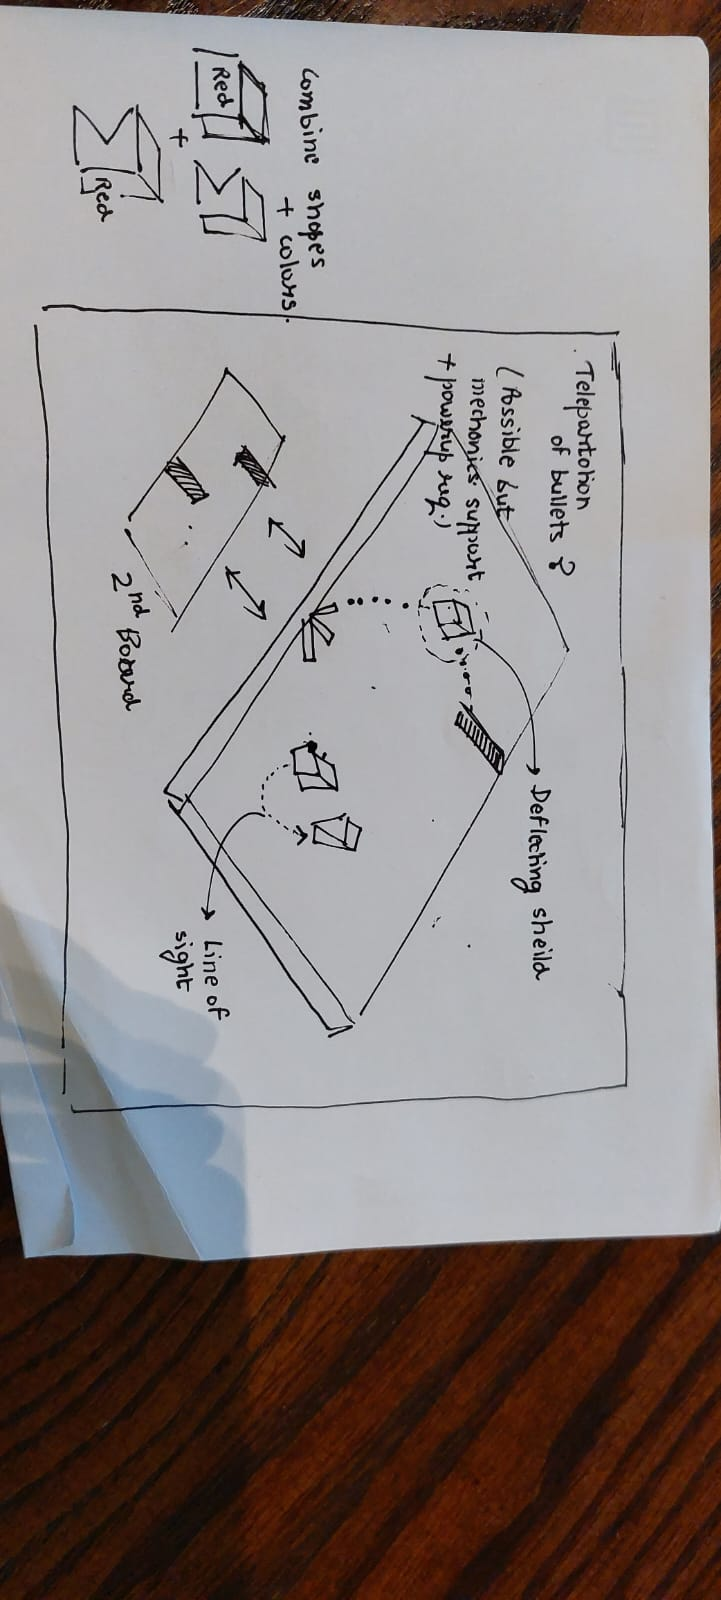 Combine shapes
+ colors.
Red
+
Red
. Teleportation
of bullets ?
(Possible but
mechanics support
+ powerup req.)
2nd Board
Deflecting sheild
Line of
sight